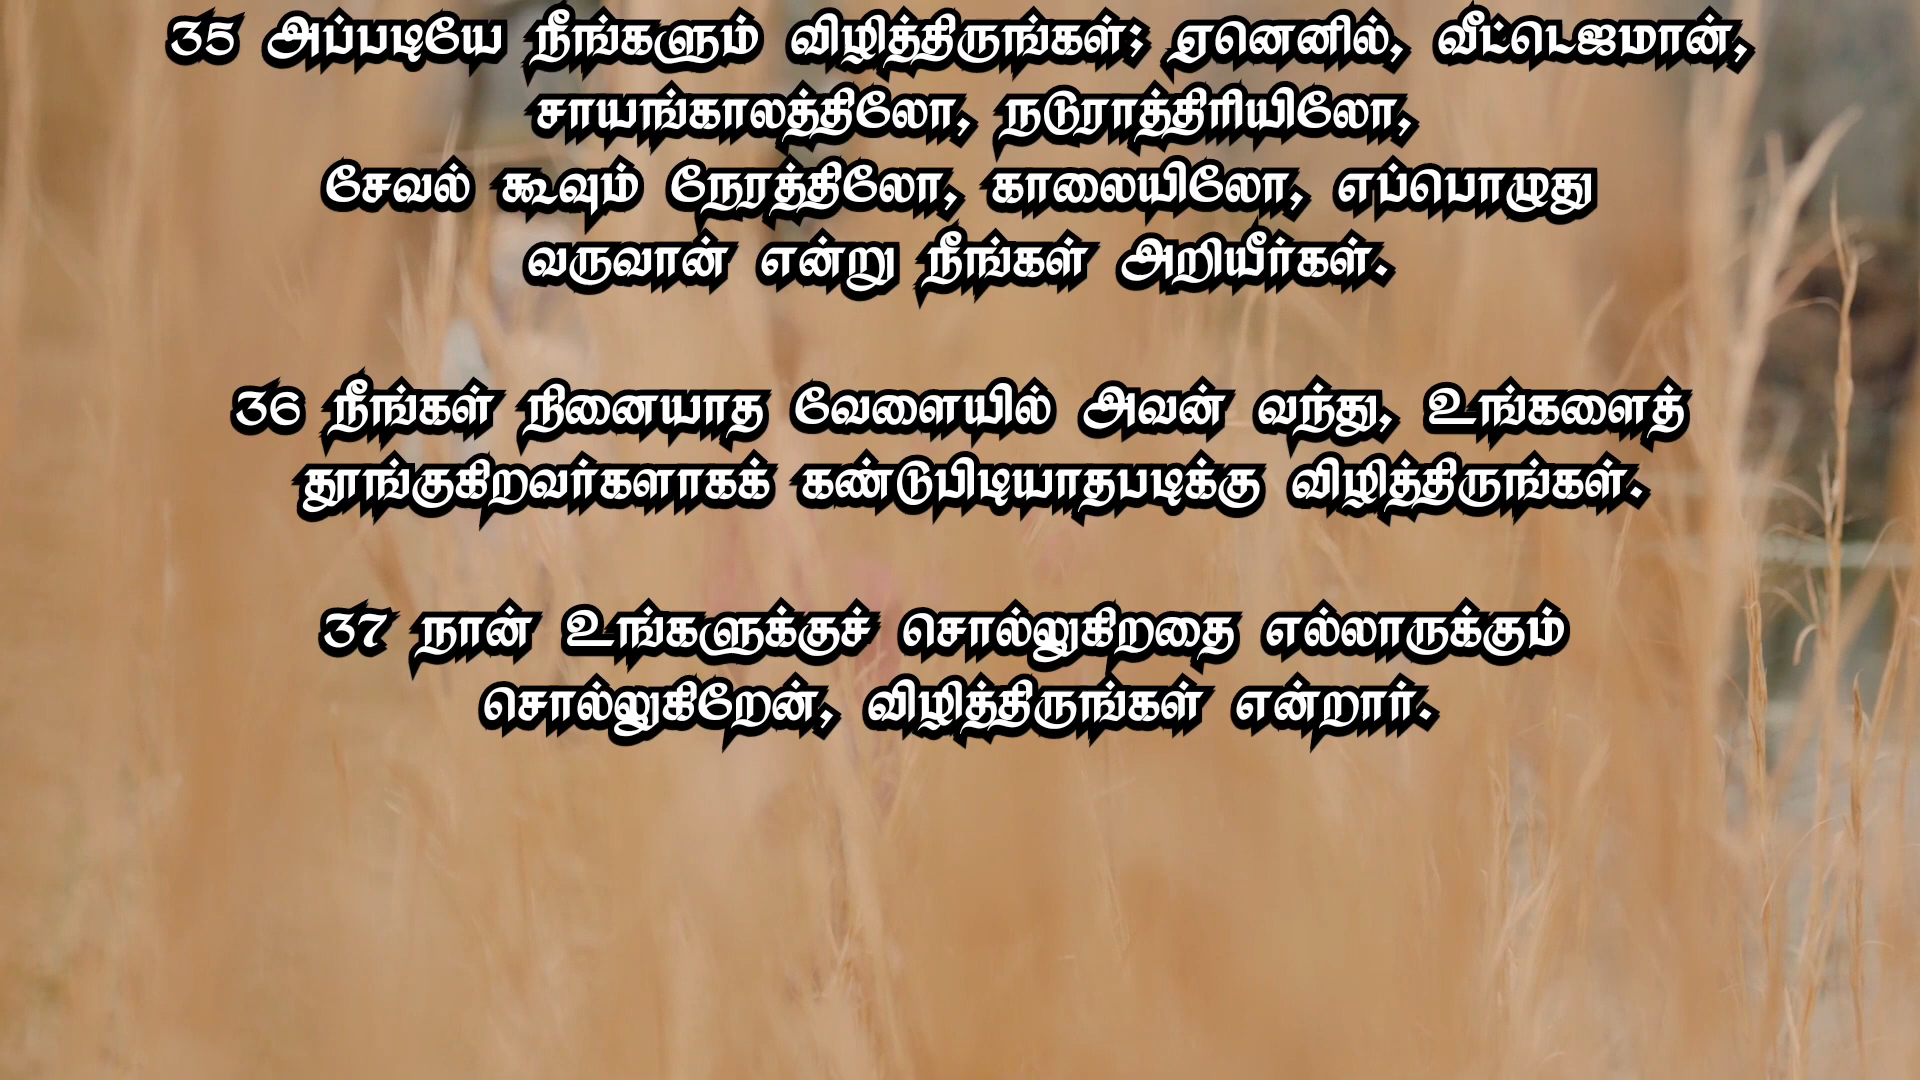 35 அப்படியே நீங்களும் விழித்திருங்கள்; ஏனெனில், வீட்டெஜமான்,
சாயங்காலத்திலோ, நடுராத்திரியிலோ,
சேவல் கூவும் நேரத்திலோ, காலையிலோ, எப்பொழுது
வருவான் என்று நீங்கள் அறியீர்கள்.
36 நீங்கள் நினையாத வேளையில் அவன் வந்து, உங்களைத்
தூங்குகிறவர்களாகக் கண்டுபிடியாதபடிக்கு விழித்திருங்கள்.
37 நான் உங்களுக்குச் சொல்லுகிறதை எல்லாருக்கும்
சொல்லுகிறேன், விழித்திருங்கள் என்றார்.